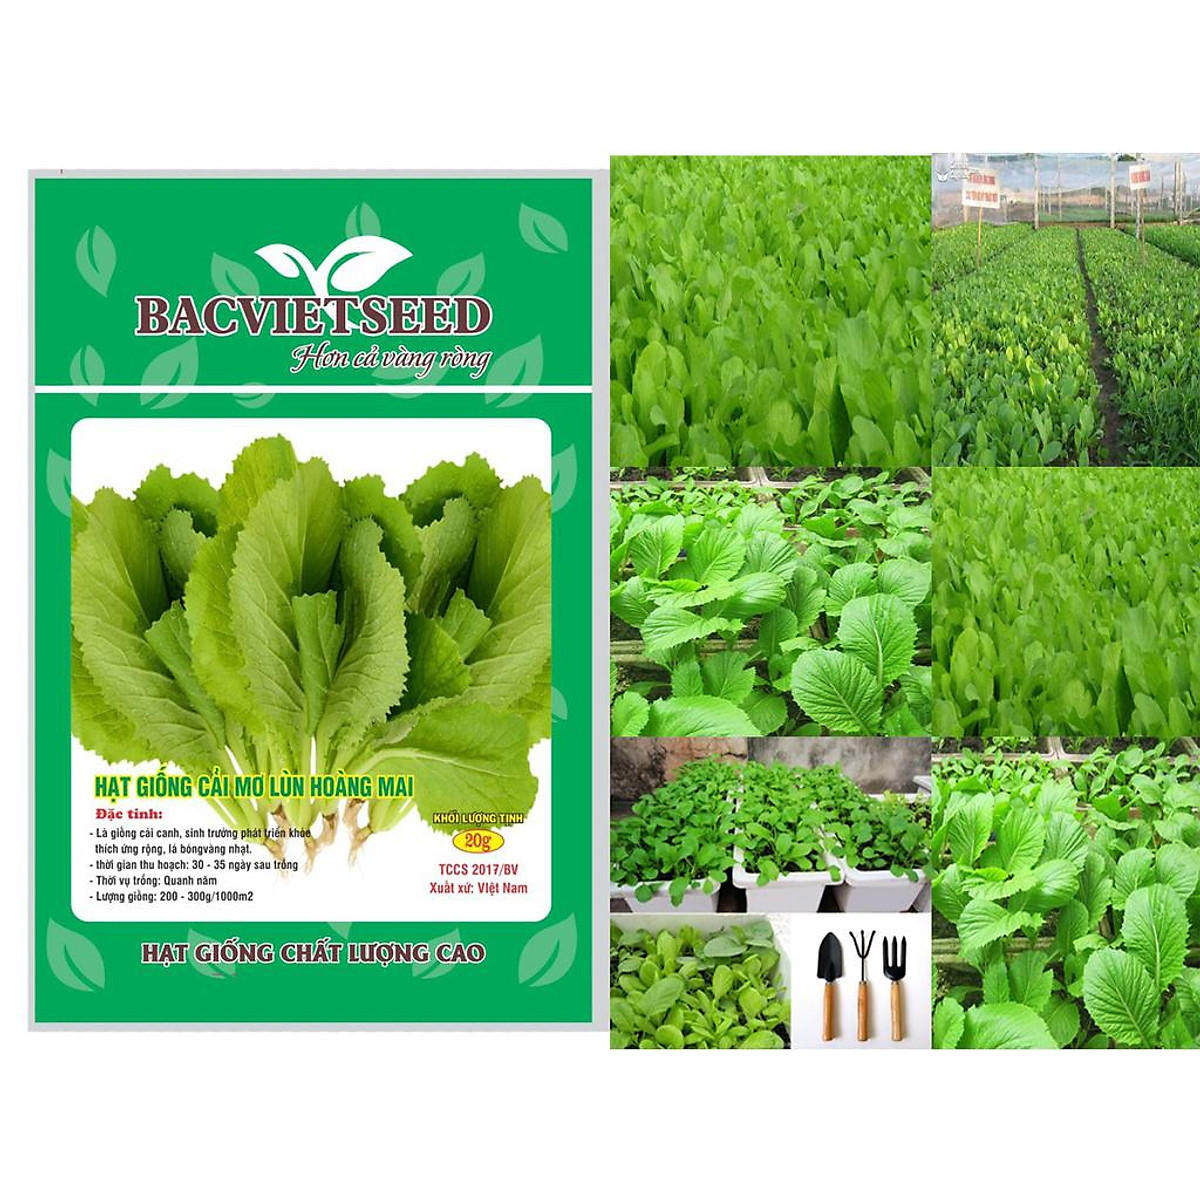 BACVIETSEED
Hơn cả vàng ròng
HẠT GIỐNG CẢI MƠ LÙN HOÀNG MAI
Đặc tính:
- Là giống cải canh, sinh trưởng phát triển khỏe
thích ứng rộng, lá bóngvàng nhạt.
- thời gian thu hoạch: 30 - 35 ngày sau trồng
- Thời vụ trồng: Quanh năm
- Lượng giống: 200 - 300g/1000m2
KHỐI LƯỢNG TỊNH
20g
TCCS 2017/BV
Xuất xứ: Việt Nam
HẠT GIỐNG CHẤT LƯỢNG CAO